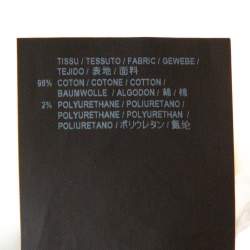 TISSU / TESSUTO / FABRIC / GEWEBE /
TEJIDO / 表地 / 面料
98% COTON / COTONE / COTTON /
BAUMWOLLE / ALGODON / 綿 / 棉
2% POLYURETHANE / POLIURETANO /
POLYURETHANE / POLYURETHAN /
POLIURETANO / ポリウレタン / 氨纶